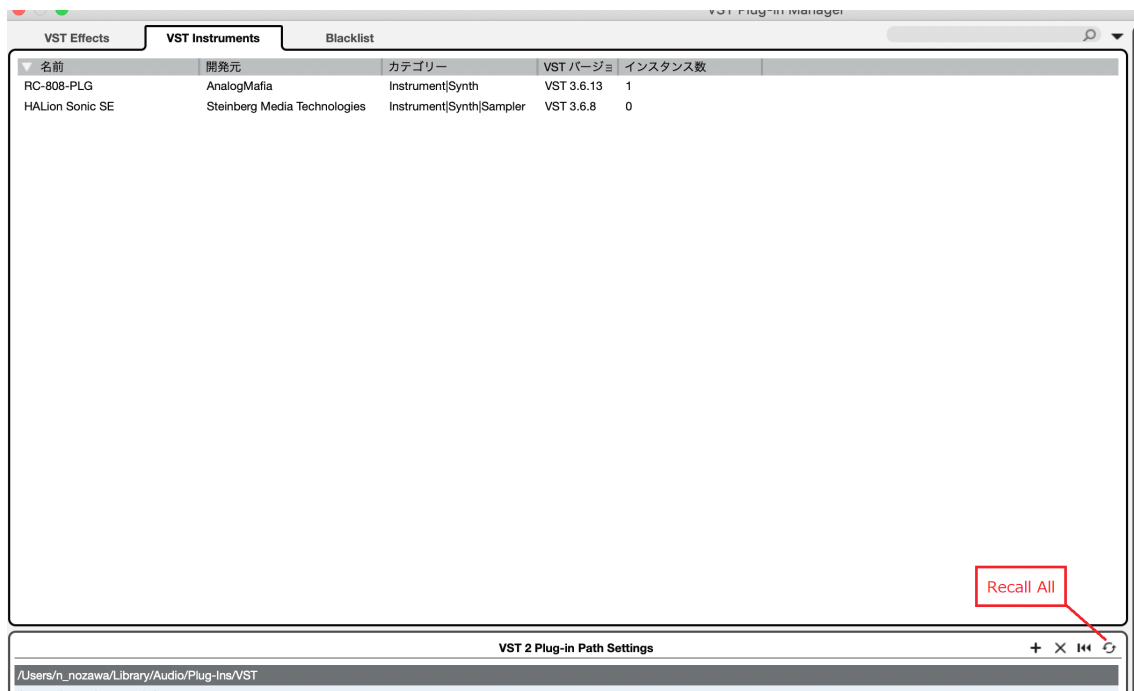 VST Plug-in Manager
VST Effects VST Instruments Blacklist
名前 開発元 カテゴリー VST バージョ インスタンス数
RC-808-PLG AnalogMafia Instrument|Synth VST 3.6.13 1
HALion Sonic SE Steinberg Media Technologies Instrument|Synth|Sampler VST 3.6.8 0
Recall All
VST 2 Plug-in Path Settings
/Users/n_nozawa/Library/Audio/Plug-Ins/VST